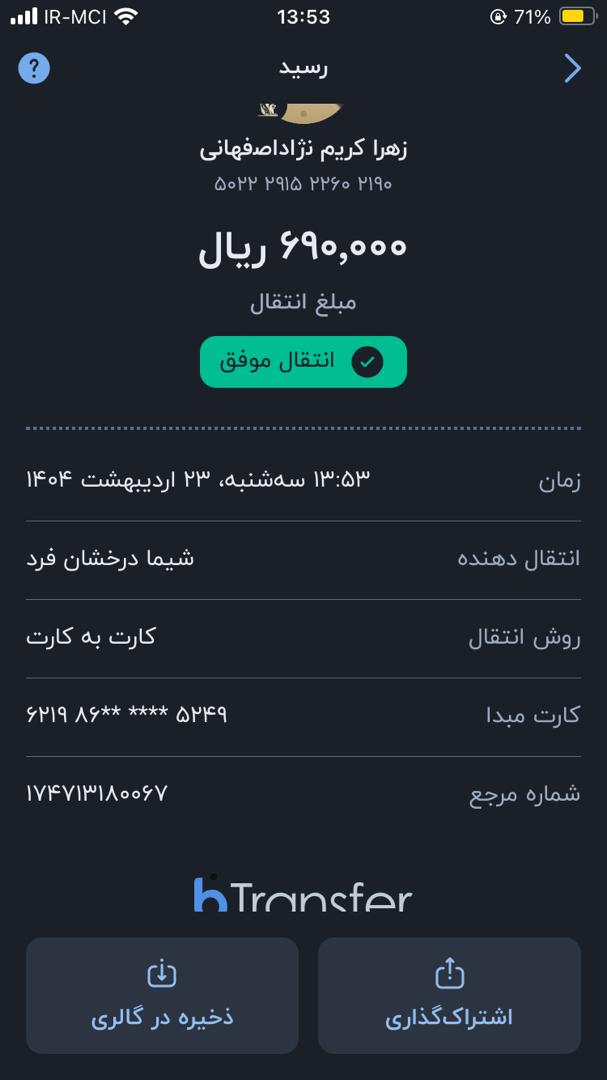 IR-MCI 13:53 71%
رسید
?
زهرا کریم نژاداصفهانی
۵۰۲۲ ۲۹۱۵ ۲۲۶۰ ۲۱۹۰
۶۹۰,۰۰۰ ریال
مبلغ انتقال
انتقال موفق
زمان ۱۳:۵۳ سه‌شنبه، ۲۳ اردیبهشت ۱۴۰۴
انتقال دهنده شیما درخشان فرد
روش انتقال کارت به کارت
کارت مبدا ۶۲۱۹ ۸۶** **** ۵۲۴۹
شماره مرجع ۱۷۴۷۱۳۱۸۰۰۶۷
Transfer
اشتراک‌گذاری
ذخیره در گالری